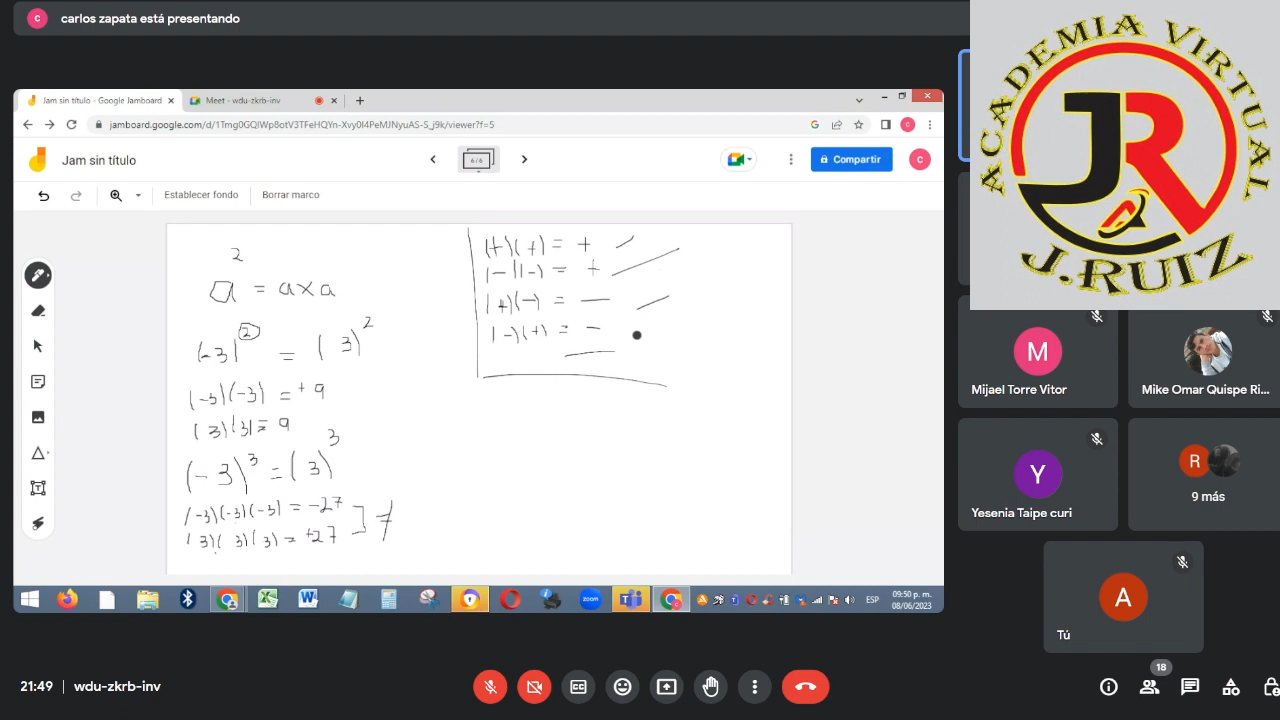 carlos zapata está presentando
ACADEMIA VIRTUAL
JR
J.RUIZ
Jam sin título - Google Jamboard
Meet - wdu-zkrb-inv
jamboard.google.com/d/1Tmg0GQIWp8otV3TFeHQYn-Xvy0I4PeMJNyuAS-S_j9k/viewer?f=5
Jam sin título
6/6
Compartir
C
Establecer fondo
Borrar marco
a² = a x a
(-3)² = (3)²
(-3)(-3) = +9
(3)(3) = 9
(-3)³ = (3)³
(-3)(-3)(-3) = -27
(3)(3)(3) = +27
] ≠
(+)(+) = +
(-)(-) = +
(+)(-) = -
(-)(+) = -
M
Mijael Torre Vitor
Mike Omar Quispe Ri...
Y
Yesenia Taipe curi
R
9 más
A
Tú
zoom
ESP
09:50 p. m.
08/06/2023
21:49 | wdu-zkrb-inv
18